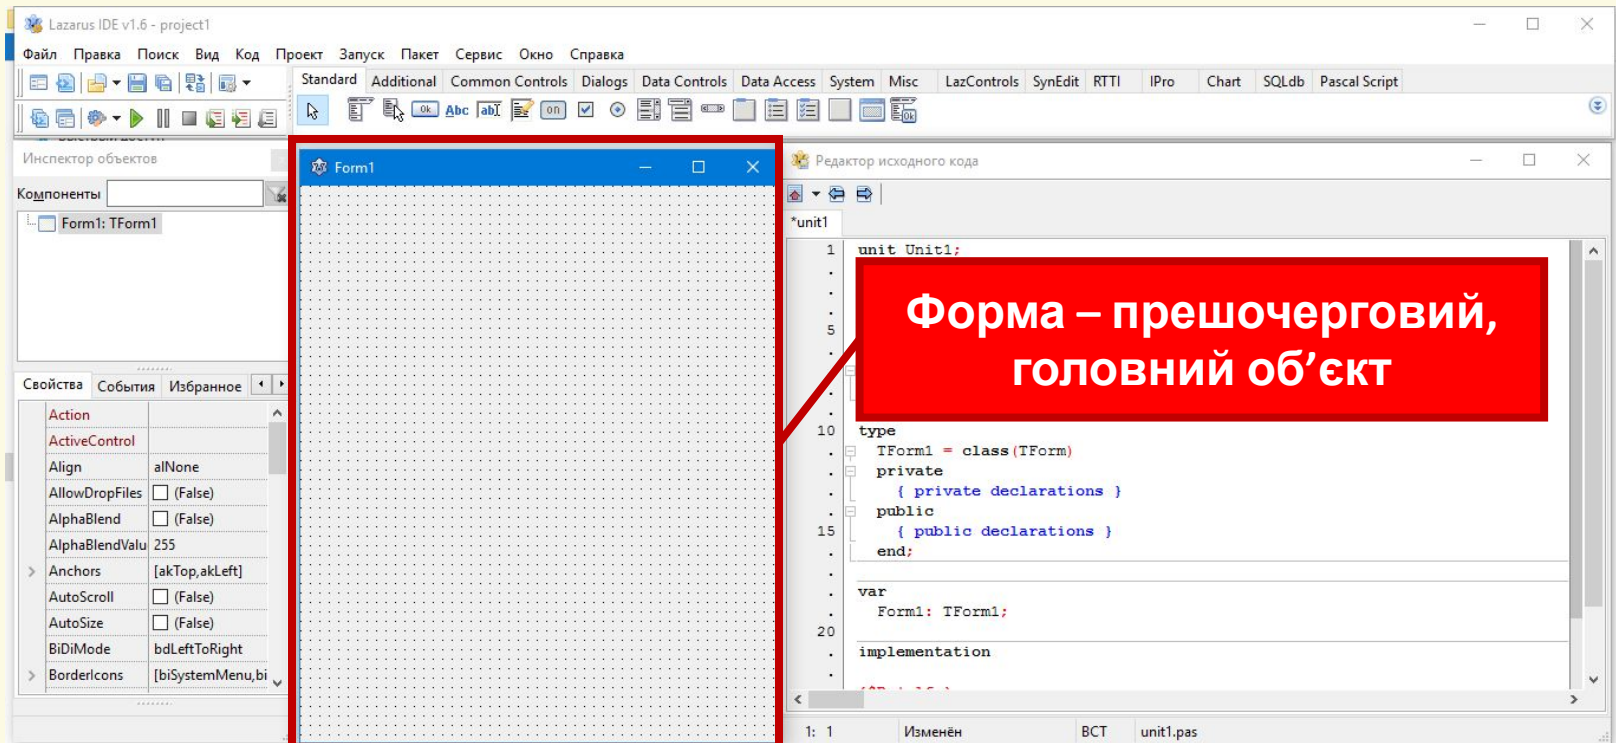 Lazarus IDE v1.6 - project1
Файл Правка Поиск Вид Код Проект Запуск Пакет Сервис Окно Справка
Standard Additional Common Controls Dialogs Data Controls Data Access System Misc LazControls SynEdit RTTI IPro Chart SQLdb Pascal Script
Ok Abc abI on
Ok
Инспектор объектов
Компоненты
Form1: TForm1
Свойства События Избранное
Action
ActiveControl
Align alNone
AllowDropFiles (False)
AlphaBlend (False)
AlphaBlendValu 255
Anchors [akTop,akLeft]
AutoScroll (False)
AutoSize (False)
BiDiMode bdLeftToRight
BorderIcons [biSystemMenu,bi
Form1
Редактор исходного кода
*unit1
1 unit Unit1;
5
Форма – прешочерговий,
головний об’єкт
10 type
TForm1 = class(TForm)
private
{ private declarations }
public
15 { public declarations }
end;
var
Form1: TForm1;
20
implementation
1: 1 Изменён ВСТ unit1.pas